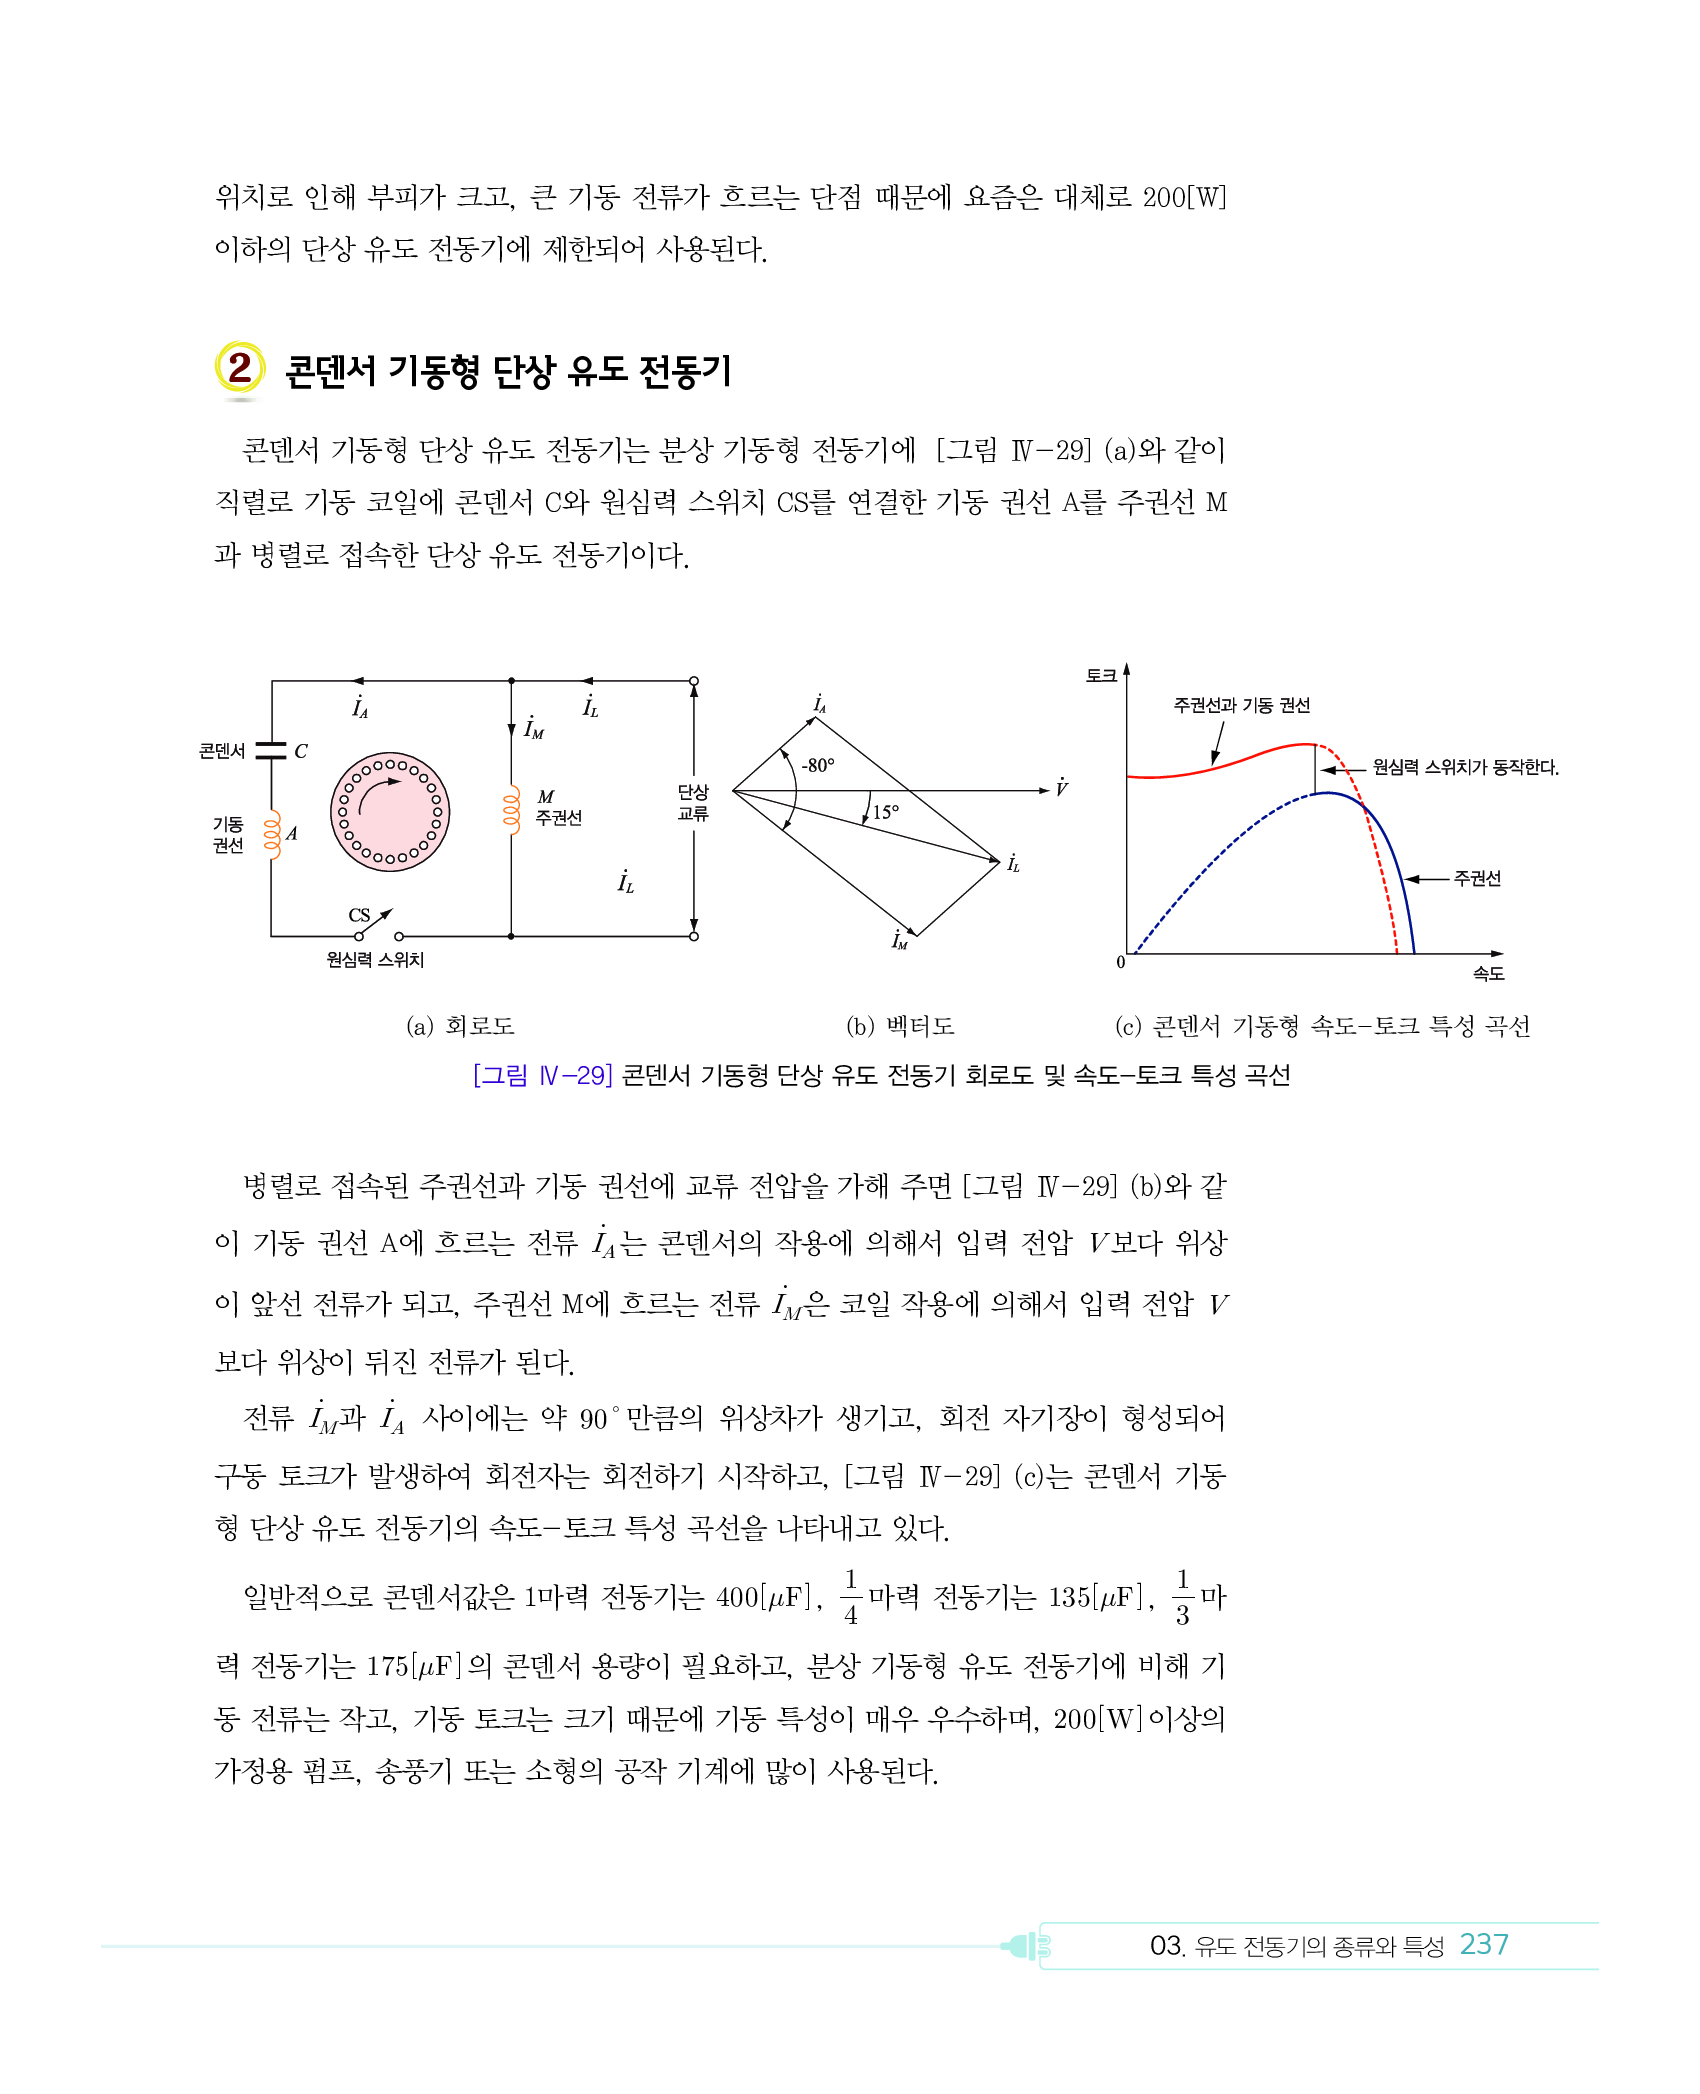 위치로 인해 부피가 크고, 큰 기동 전류가 흐르는 단점 때문에 요즘은 대체로 200[W]
이하의 단상 유도 전동기에 제한되어 사용된다.
2 콘덴서 기동형 단상 유도 전동기
콘덴서 기동형 단상 유도 전동기는 분상 기동형 전동기에 [그림 Ⅳ-29] (a)와 같이
직렬로 기동 코일에 콘덴서 C와 원심력 스위치 CS를 연결한 기동 권선 A를 주권선 M
과 병렬로 접속한 단상 유도 전동기이다.
İ_A
İ_L
İ_M
콘덴서 C
기동
권선
A
M
주권선
단상
교류
İ_L
CS
원심력 스위치
İ_A
-80°
V̇
15°
İ_L
İ_M
토크
주권선과 기동 권선
원심력 스위치가 동작한다.
주권선
0
속도
(a) 회로도
(b) 벡터도
(c) 콘덴서 기동형 속도-토크 특성 곡선
[그림 Ⅳ-29] 콘덴서 기동형 단상 유도 전동기 회로도 및 속도-토크 특성 곡선
병렬로 접속된 주권선과 기동 권선에 교류 전압을 가해 주면 [그림 Ⅳ-29] (b)와 같
이 기동 권선 A에 흐르는 전류 İ_A는 콘덴서의 작용에 의해서 입력 전압 V보다 위상
이 앞선 전류가 되고, 주권선 M에 흐르는 전류 İ_M은 코일 작용에 의해서 입력 전압 V
보다 위상이 뒤진 전류가 된다.
전류 İ_M과 İ_A 사이에는 약 90°만큼의 위상차가 생기고, 회전 자기장이 형성되어
구동 토크가 발생하여 회전자는 회전하기 시작하고, [그림 Ⅳ-29] (c)는 콘덴서 기동
형 단상 유도 전동기의 속도-토크 특성 곡선을 나타내고 있다.
일반적으로 콘덴서값은 1마력 전동기는 400[μF], 1/4마력 전동기는 135[μF], 1/3마
력 전동기는 175[μF]의 콘덴서 용량이 필요하고, 분상 기동형 유도 전동기에 비해 기
동 전류는 작고, 기동 토크는 크기 때문에 기동 특성이 매우 우수하며, 200[W]이상의
가정용 펌프, 송풍기 또는 소형의 공작 기계에 많이 사용된다.
03. 유도 전동기의 종류와 특성 237